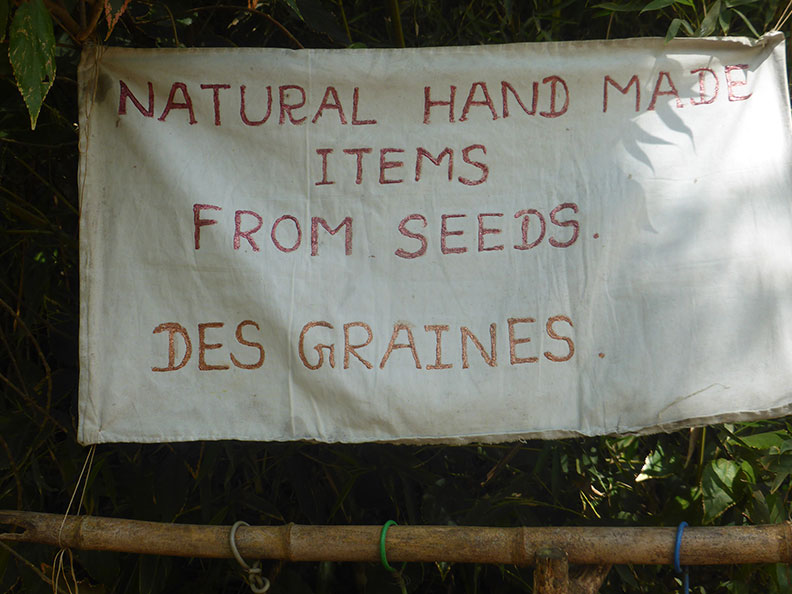 NATURAL HAND MADE
ITEMS
FROM SEEDS.
DES GRAINES.